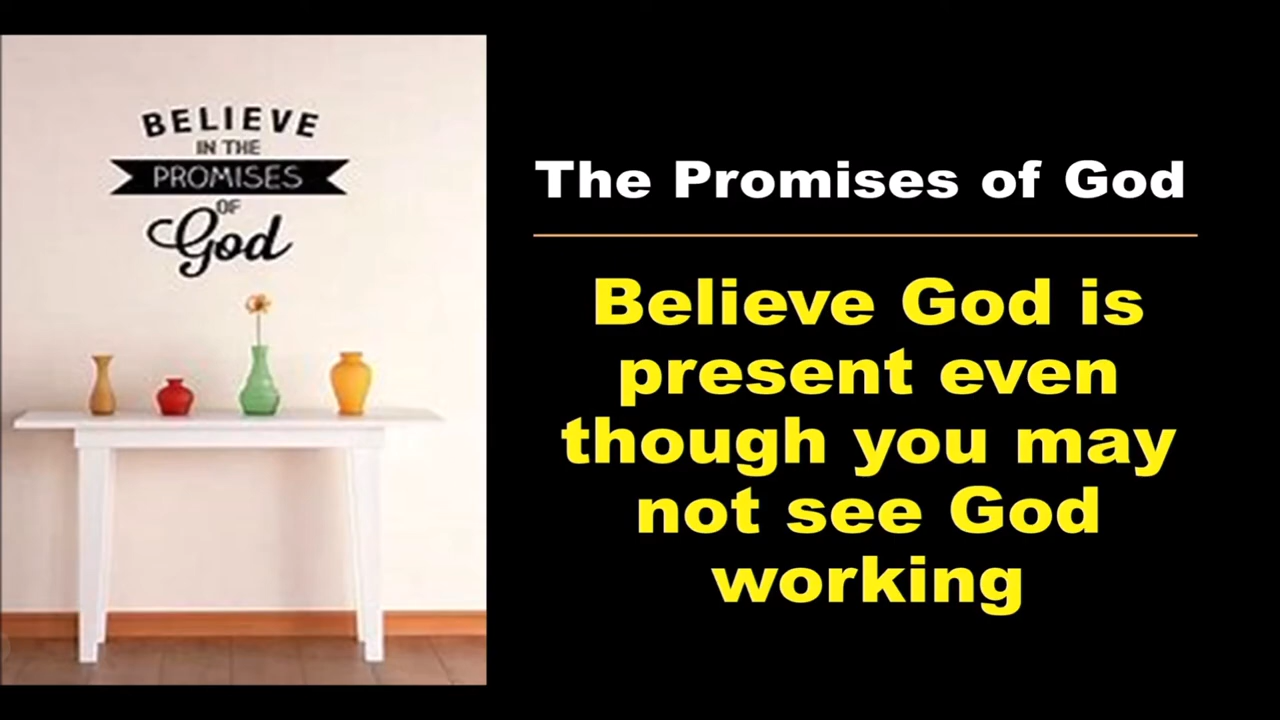 BELIEVE
IN THE
PROMISES
OF
God
The Promises of God
Believe God is
present even
though you may
not see God
working